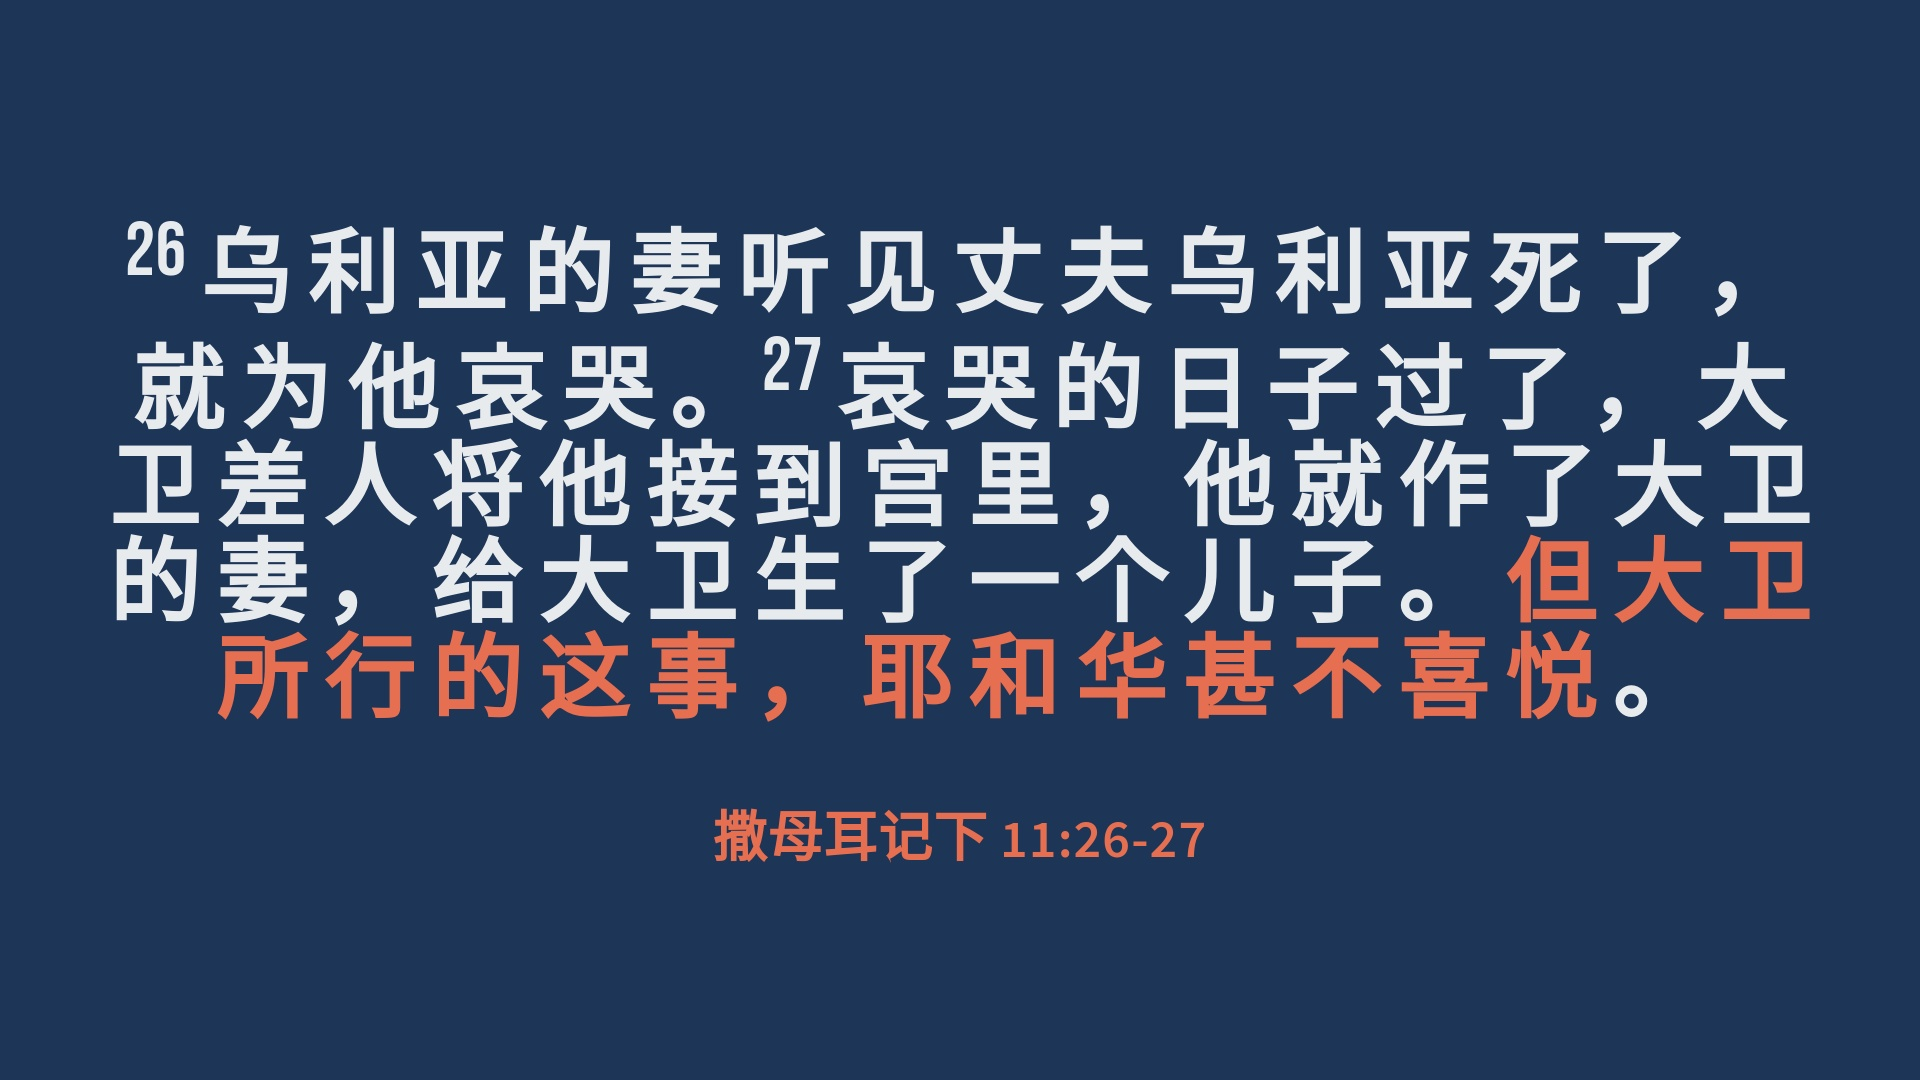 26 乌利亚的妻听见丈夫乌利亚死了，
就为他哀哭。27 哀哭的日子过了，大
卫差人将他接到宫里，他就作了大卫
的妻，给大卫生了一个儿子。但大卫
所行的这事，耶和华甚不喜悦。
撒母耳记下 11:26-27